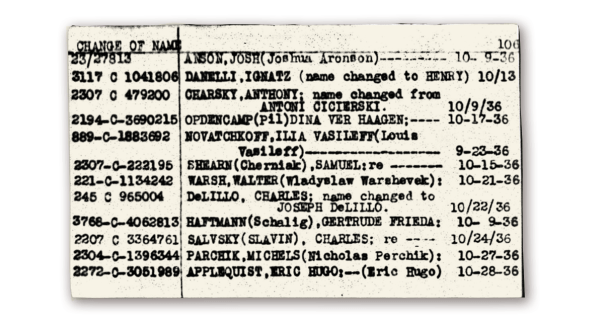 CHANGE OF NAME 106
23/27813 ANSON,JOSH(Joshua Aronson)--------- 10- 9-36
3117 C 1041806 DANELLI,IGNATZ (name changed to HENRY) 10/13
2307 C 479200 CHARSKY,ANTHONY; name changed from
ANTONI CICIERSKI. 10/9/36
2194-C-3690215 OPDENCAMP(Pil)DINA VER HAAGEN;---- 10-17-36
889-C-1883692 NOVATCHKOFF,ILIA VASILEFF(Louis
Vasileff)----------------- 9-23-36
2307-C-222195 SHEARN(Cherniak),SAMUEL:re -------- 10-15-36
221-C-1134242 WARSH,WALTER(Wladyslaw Warshevek): 10-21-36
245 C 965004 DeLILLO, CHARLES; name changed to
JOSEPH DeLILLO. 10/22/36
3768-C-4062813 HAFTMANN(Schalig),GERTRUDE FRIEDA: 10- 9-36
2207 C 3364761 SALVSKY(SLAVIN), CHARLES; re ---- 10/24/36
2304-C-1396344 PARCHIK,MICHELS(Nicholas Perchik): 10-27-36
2272-C-3051989 APPLEQUIST,ERIC HUGO;--(Eric Hugo) 10-28-36